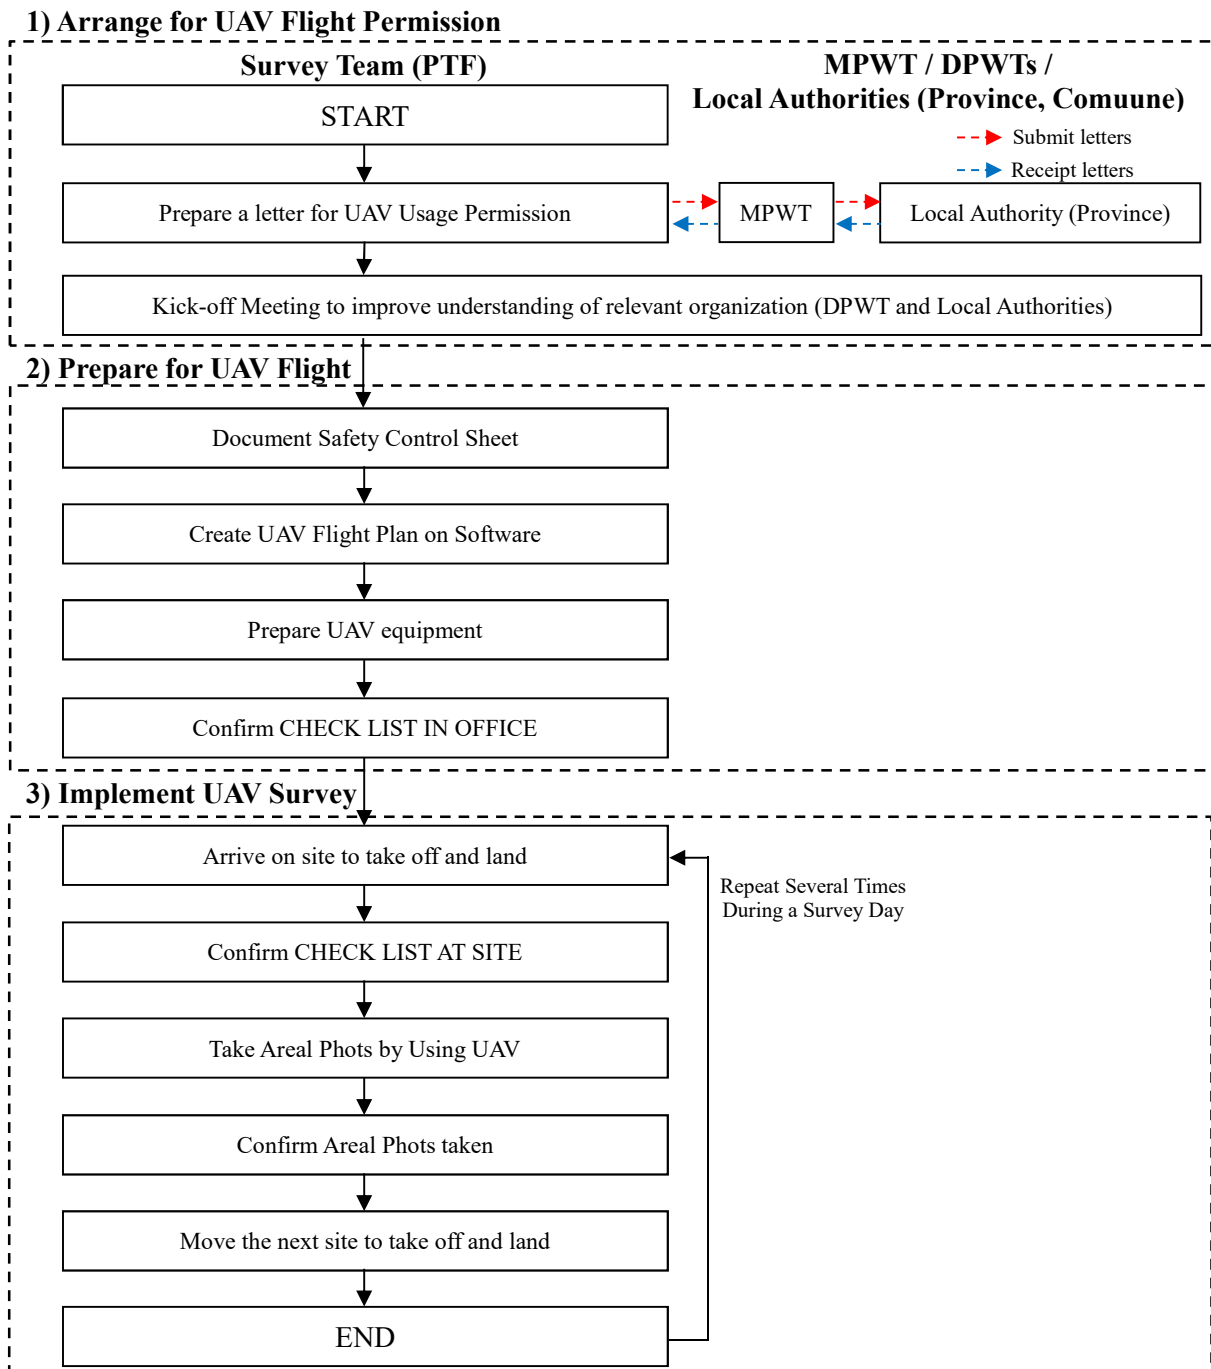 1) Arrange for UAV Flight Permission
Survey Team (PTF)
MPWT / DPWTs /
Local Authorities (Province, Comuune)
START
Submit letters
Receipt letters
Prepare a letter for UAV Usage Permission
MPWT
Local Authority (Province)
Kick-off Meeting to improve understanding of relevant organization (DPWT and Local Authorities)
2) Prepare for UAV Flight
Document Safety Control Sheet
Create UAV Flight Plan on Software
Prepare UAV equipment
Confirm CHECK LIST IN OFFICE
3) Implement UAV Survey
Arrive on site to take off and land
Repeat Several Times
During a Survey Day
Confirm CHECK LIST AT SITE
Take Areal Phots by Using UAV
Confirm Areal Phots taken
Move the next site to take off and land
END